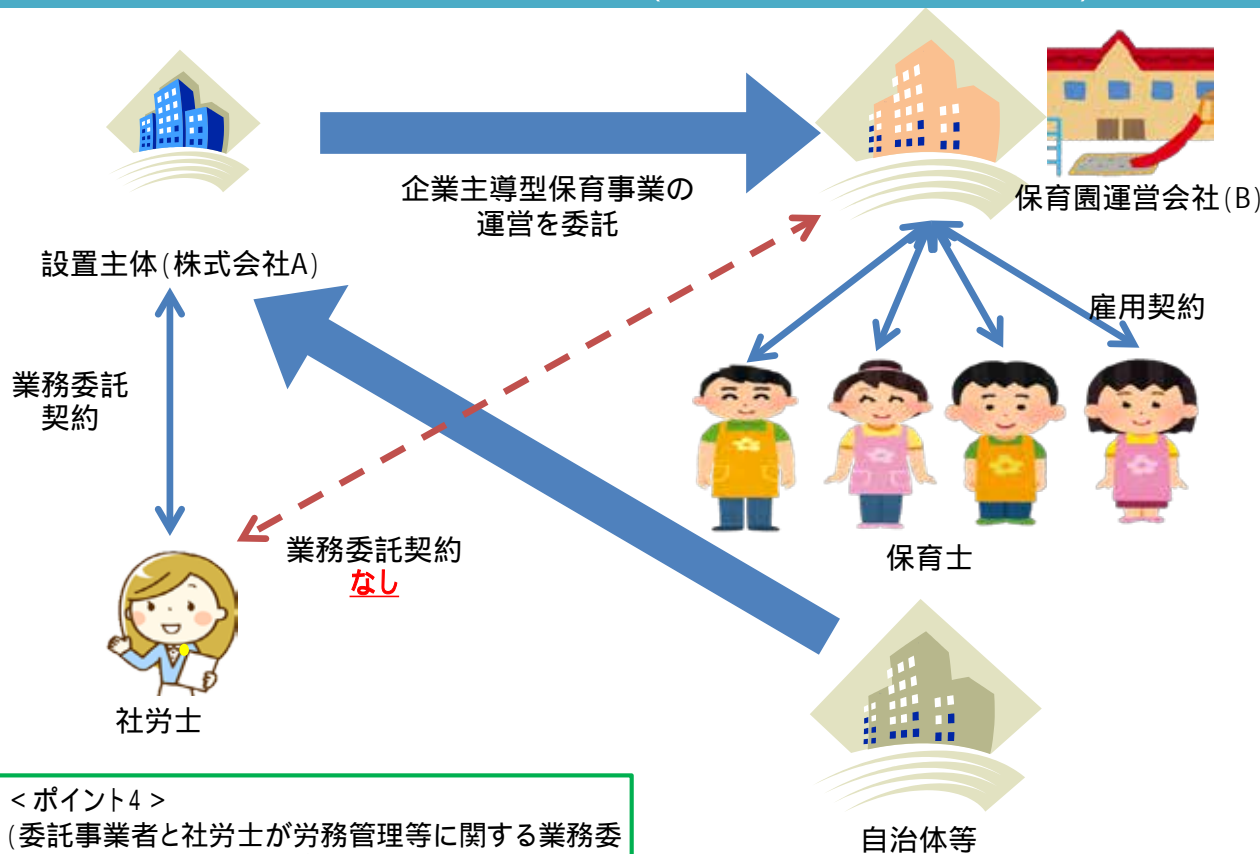 企業主導型保育事業の
運営を委託
保育園運営会社(B)
設置主体(株式会社A)
雇用契約
業務委託
契約
業務委託契約
なし
保育士
社労士
<ポイント4>
(委託事業者と社労士が労務管理等に関する業務委
自治体等